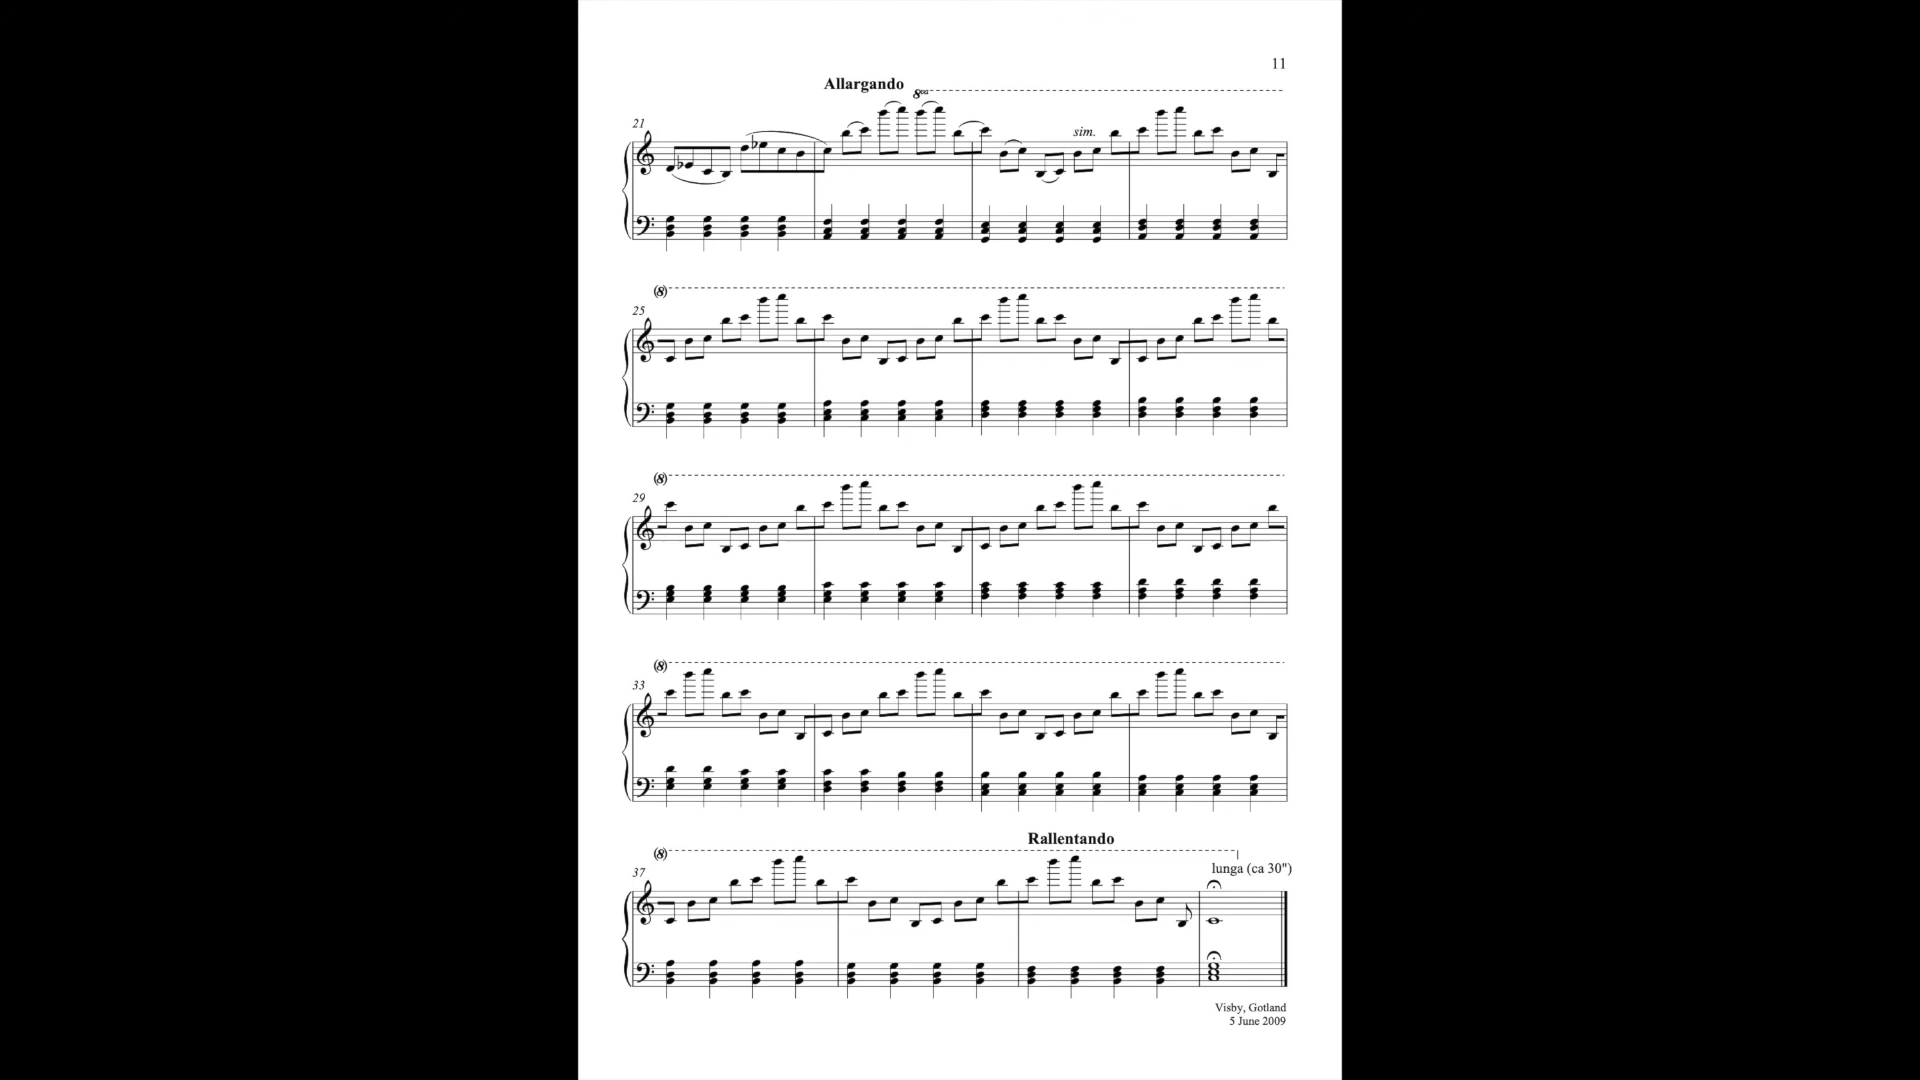 11
Allargando
8va
21
sim.
(8)
25
(8)
29
(8)
33
Rallentando
(8)
lunga (ca 30")
37
Visby, Gotland
5 June 2009